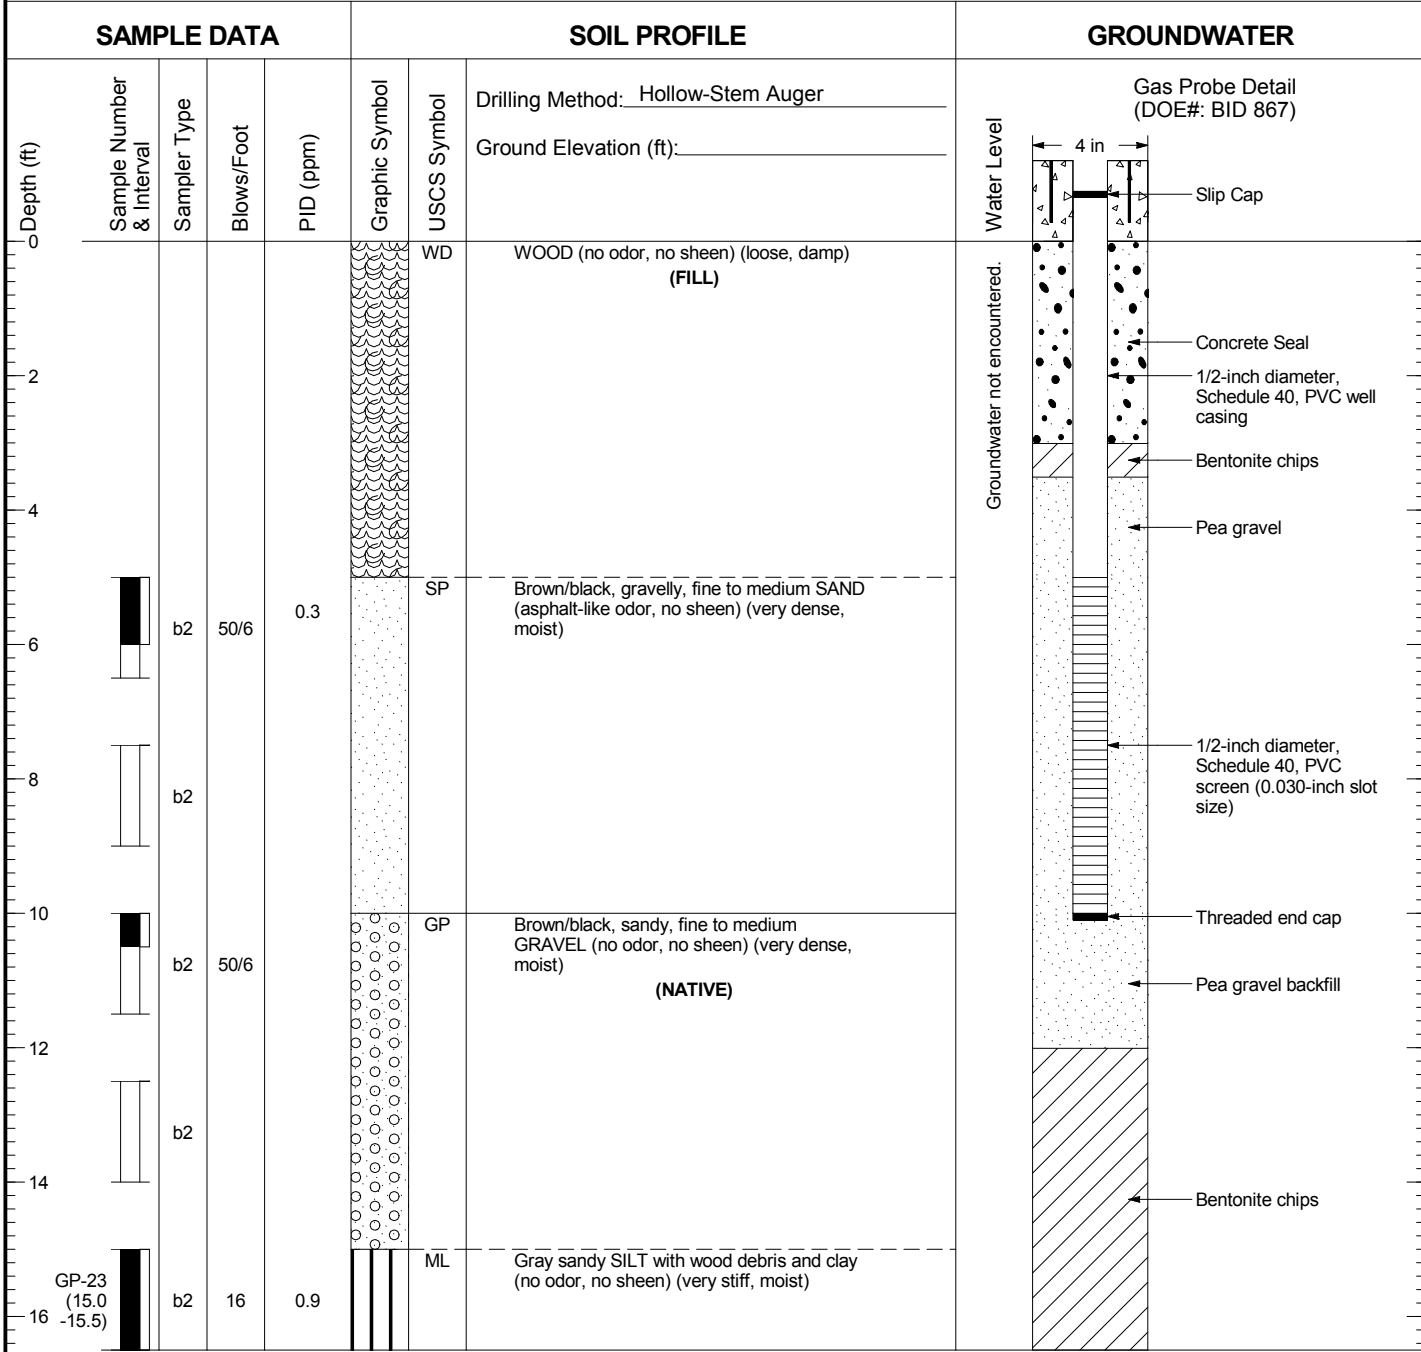 SAMPLE DATA
SOIL PROFILE
GROUNDWATER
Depth (ft)
Sample Number
& Interval
Sampler Type
Blows/Foot
PID (ppm)
Graphic Symbol
USCS Symbol
Drilling Method: Hollow-Stem Auger
Ground Elevation (ft):
Water Level
Gas Probe Detail
(DOE#: BID 867)
4 in
Slip Cap
0
WD
WOOD (no odor, no sheen) (loose, damp)
(FILL)
Groundwater not encountered.
Concrete Seal
2
1/2-inch diameter,
Schedule 40, PVC well
casing
Bentonite chips
4
Pea gravel
SP
Brown/black, gravelly, fine to medium SAND
(asphalt-like odor, no sheen) (very dense,
moist)
b2
50/6
0.3
6
1/2-inch diameter,
Schedule 40, PVC
screen (0.030-inch slot
size)
8
b2
10
GP
Brown/black, sandy, fine to medium
GRAVEL (no odor, no sheen) (very dense,
moist)
(NATIVE)
Threaded end cap
b2
50/6
Pea gravel backfill
12
b2
14
Bentonite chips
ML
Gray sandy SILT with wood debris and clay
(no odor, no sheen) (very stiff, moist)
GP-23
(15.0
-15.5)
b2
16
0.9
16